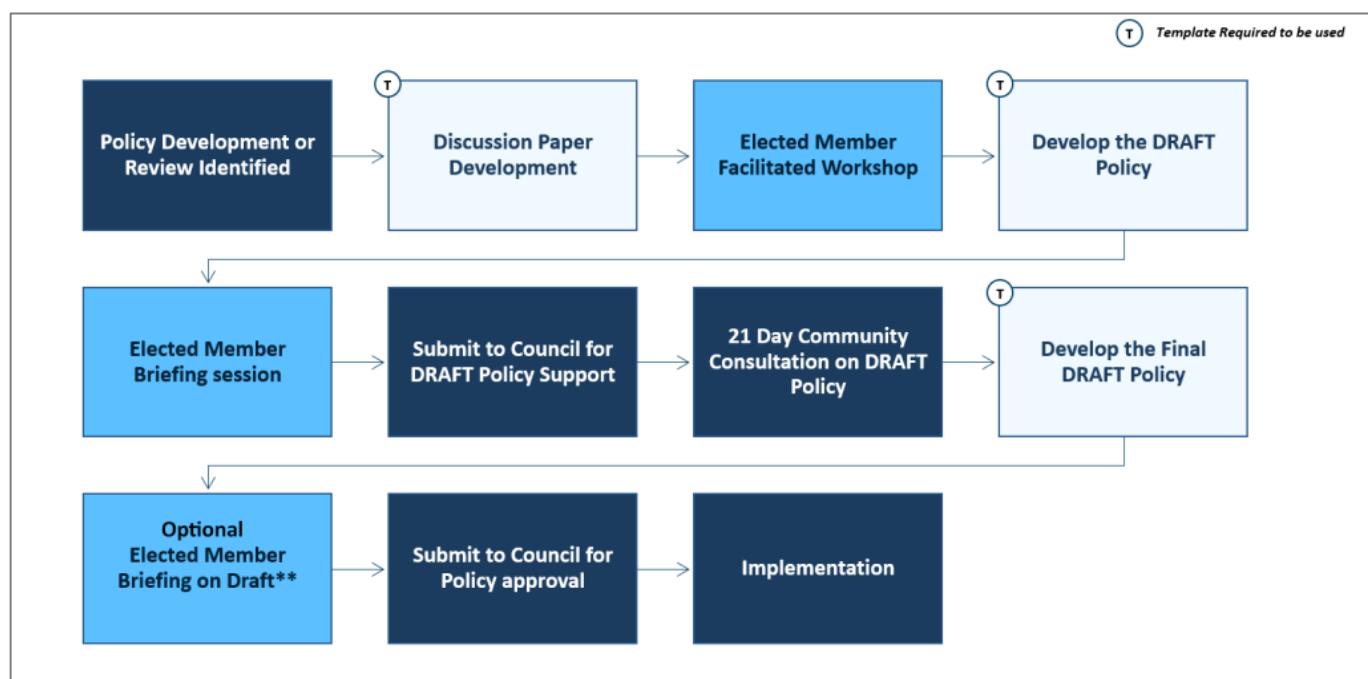 T Template Required to be used
T
T
Policy Development or
Review Identified
Discussion Paper
Development
Elected Member
Facilitated Workshop
Develop the DRAFT
Policy
T
Elected Member
Briefing session
Submit to Council for
DRAFT Policy Support
21 Day Community
Consultation on DRAFT
Policy
Develop the Final
DRAFT Policy
Optional
Elected Member
Briefing on Draft**
Submit to Council for
Policy approval
Implementation